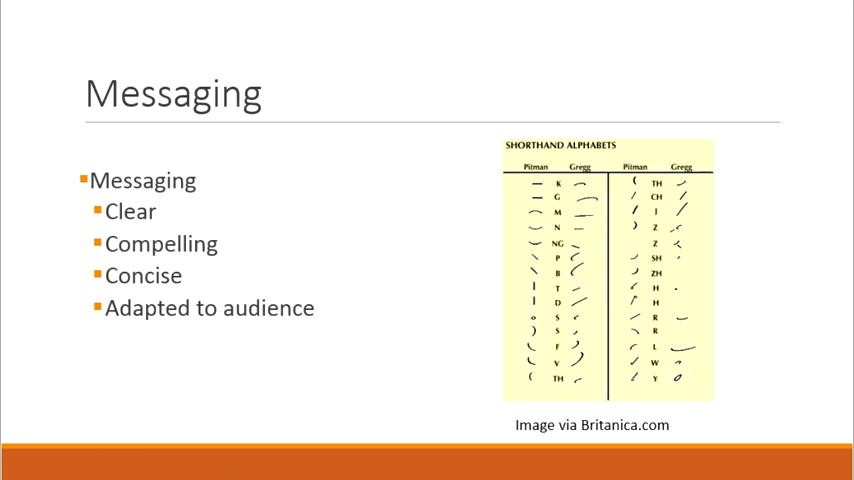 Messaging
Messaging
Clear
Compelling
Concise
Adapted to audience
SHORTHAND ALPHABETS
Pitman Gregg Pitman Gregg
K TH
G CH
M J
N Z
NG Z
P SH
B ZH
T H
D H
S R
S R
F L
V W
TH Y
Image via Britanica.com